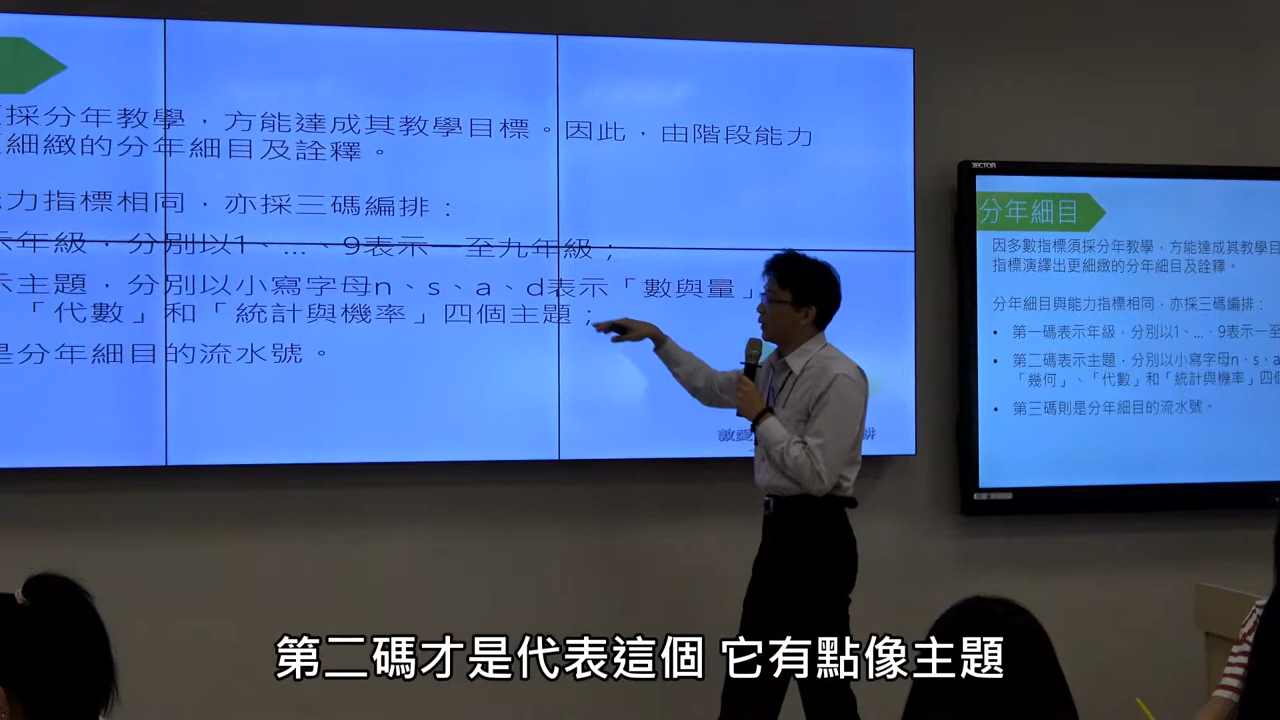 採分年教學，方能達成其教學目標。因此，由階段能力
細緻的分年細目及詮釋。
力指標相同，亦採三碼編排：
示年級，分別以1、…、9表示一至九年級；
示主題，分別以小寫字母n、s、a、d表示「數與量」
「代數」和「統計與機率」四個主題；
是分年細目的流水號。
TECTOR
分年細目
因多數指標須採分年教學，方能達成其教學目
指標演繹出更細緻的分年細目及詮釋。
分年細目與能力指標相同，亦採三碼編排：
• 第一碼表示年級，分別以1、…、9表示一至
• 第二碼表示主題，分別以小寫字母n、s、a
「幾何」、「代數」和「統計與機率」四個
• 第三碼則是分年細目的流水號。
第二碼才是代表這個 它有點像主題